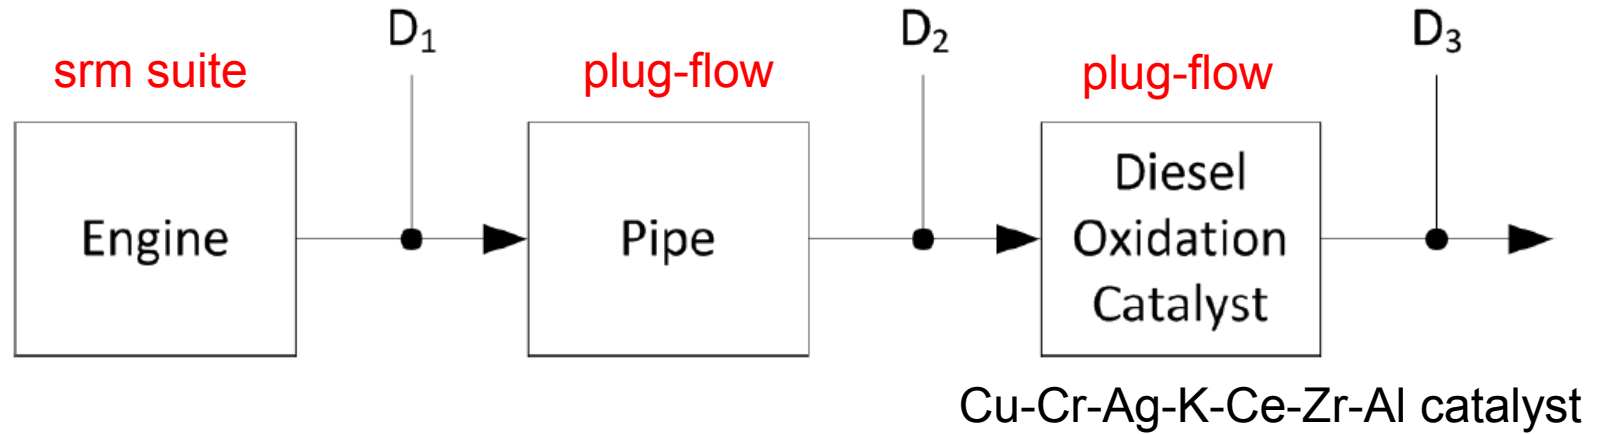 D₁
D₂
D₃
srm suite
plug-flow
plug-flow
Engine
Pipe
Diesel
Oxidation
Catalyst
Cu-Cr-Ag-K-Ce-Zr-Al catalyst